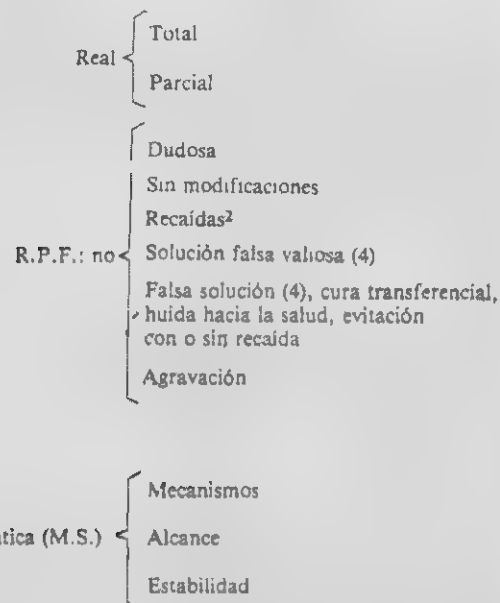 Real
Total
Parcial
R.P.F.: no
Dudosa
Sin modificaciones
Recaídas²
Solución falsa valiosa (4)
Falsa solución (4), cura transferencial,
huida hacia la salud, evitación
con o sin recaída
Agravación
ática (M.S.)
Mecanismos
Alcance
Estabilidad